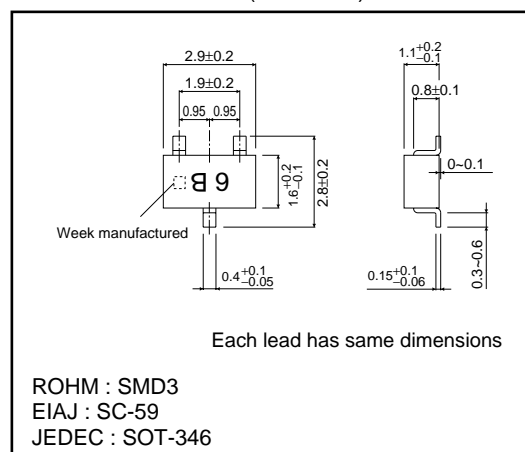 2.9±0.2
1.9±0.2
0.95 0.95
1.6+0.2 −0.1
2.8±0.2
9 B
Week manufactured
0.4+0.1 −0.05
1.1+0.2 −0.1
0.8±0.1
0~0.1
0.15+0.1 −0.06
0.3~0.6
Each lead has same dimensions
ROHM : SMD3
EIAJ : SC-59
JEDEC : SOT-346